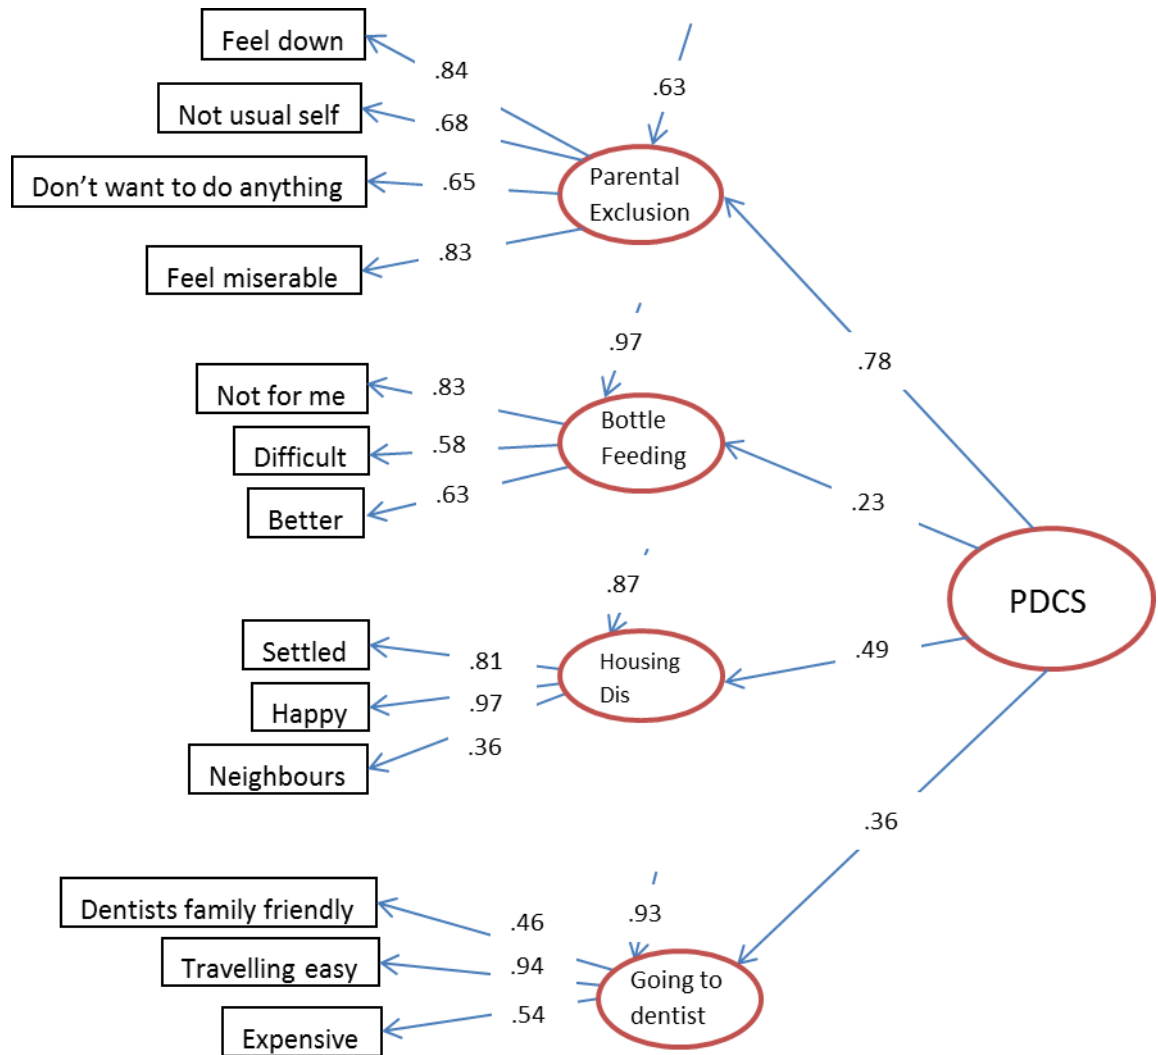 Feel down
.84
.63
Not usual self
.68
Don't want to do anything
.65
Parental
Exclusion
Feel miserable
.83
.97
.78
Not for me
.83
Bottle
Feeding
Difficult
.58
Better
.63
.23
.87
PDCS
Settled
.81
Housing
Dis
.49
Happy
.97
Neighbours
.36
.36
Dentists family friendly
.46
.93
Travelling easy
.94
Going to
dentist
Expensive
.54